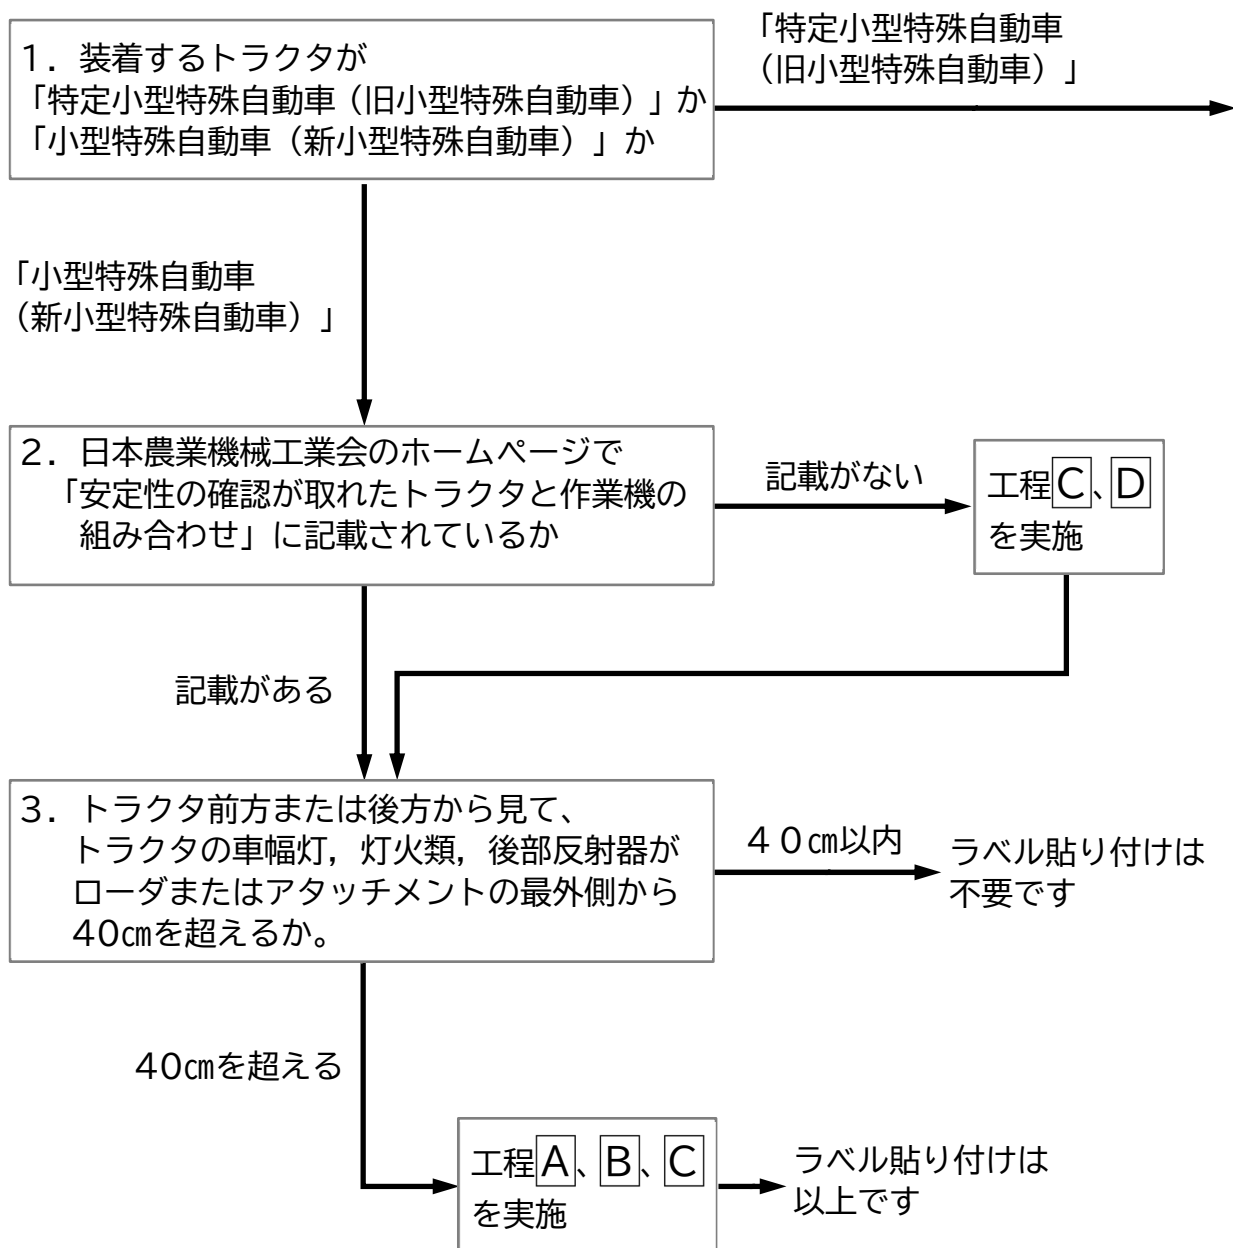 １．装着するトラクタが
「特定小型特殊自動車（旧小型特殊自動車）」か
「小型特殊自動車（新小型特殊自動車）」か
「特定小型特殊自動車
（旧小型特殊自動車）」
「小型特殊自動車
（新小型特殊自動車）」
２．日本農業機械工業会のホームページで
「安定性の確認が取れたトラクタと作業機の
組み合わせ」に記載されているか
記載がない
工程C、D
を実施
記載がある
３．トラクタ前方または後方から見て、
トラクタの車幅灯，灯火類，後部反射器が
ローダまたはアタッチメントの最外側から
40㎝を超えるか。
４０㎝以内
ラベル貼り付けは
不要です
40㎝を超える
工程A、B、C
を実施
ラベル貼り付けは
以上です